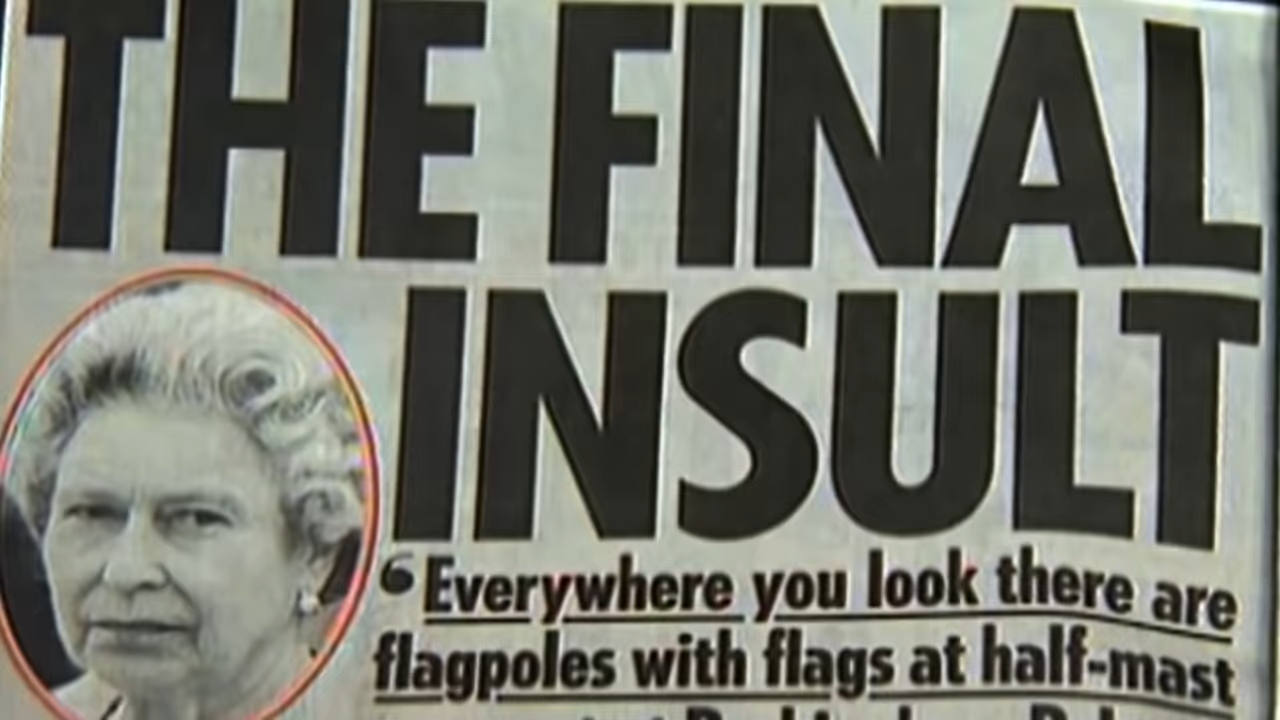 THE FINAL
INSULT
‘Everywhere you look there are
flagpoles with flags at half-mast